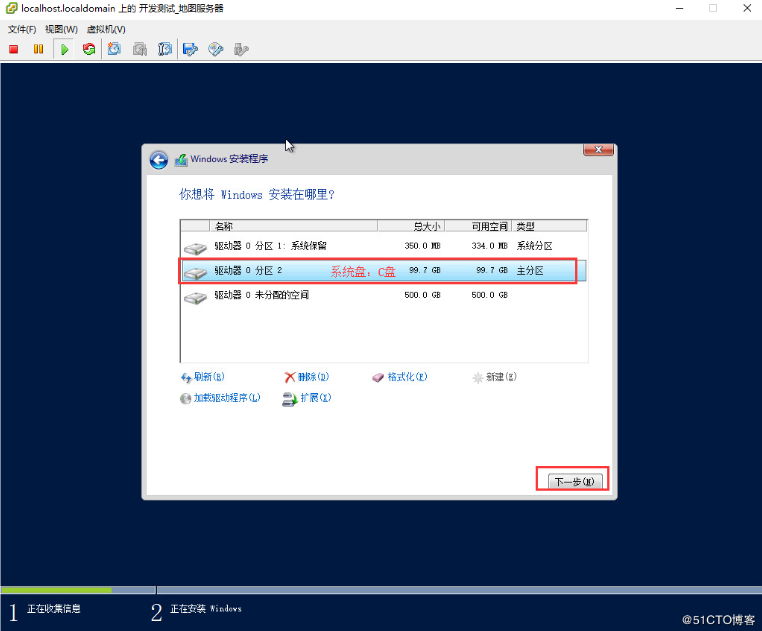 localhost.localdomain 上的 开发测试_地图服务器
文件(F) 视图(W) 虚拟机(V)
Windows 安装程序
你想将 Windows 安装在哪里?
名称 总大小 可用空间 类型
驱动器 0 分区 1: 系统保留 350.0 MB 334.0 MB 系统分区
驱动器 0 分区 2 系统盘：C盘 99.7 GB 99.7 GB 主分区
驱动器 0 未分配的空间 500.0 GB 500.0 GB
刷新(R) 删除(D) 格式化(F) 新建(E)
加载驱动程序(L) 扩展(X)
下一步(N)
1 正在收集信息 2 正在安装 Windows
@51CTO博客